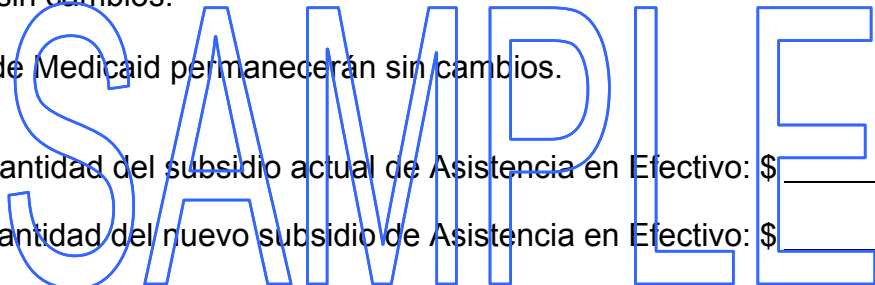 sin cambios.
de Medicaid permanecerán sin cambios.
antidad del subsidio actual de Asistencia en Efectivo: $
antidad del nuevo subsidio de Asistencia en Efectivo: $
SAMPLE